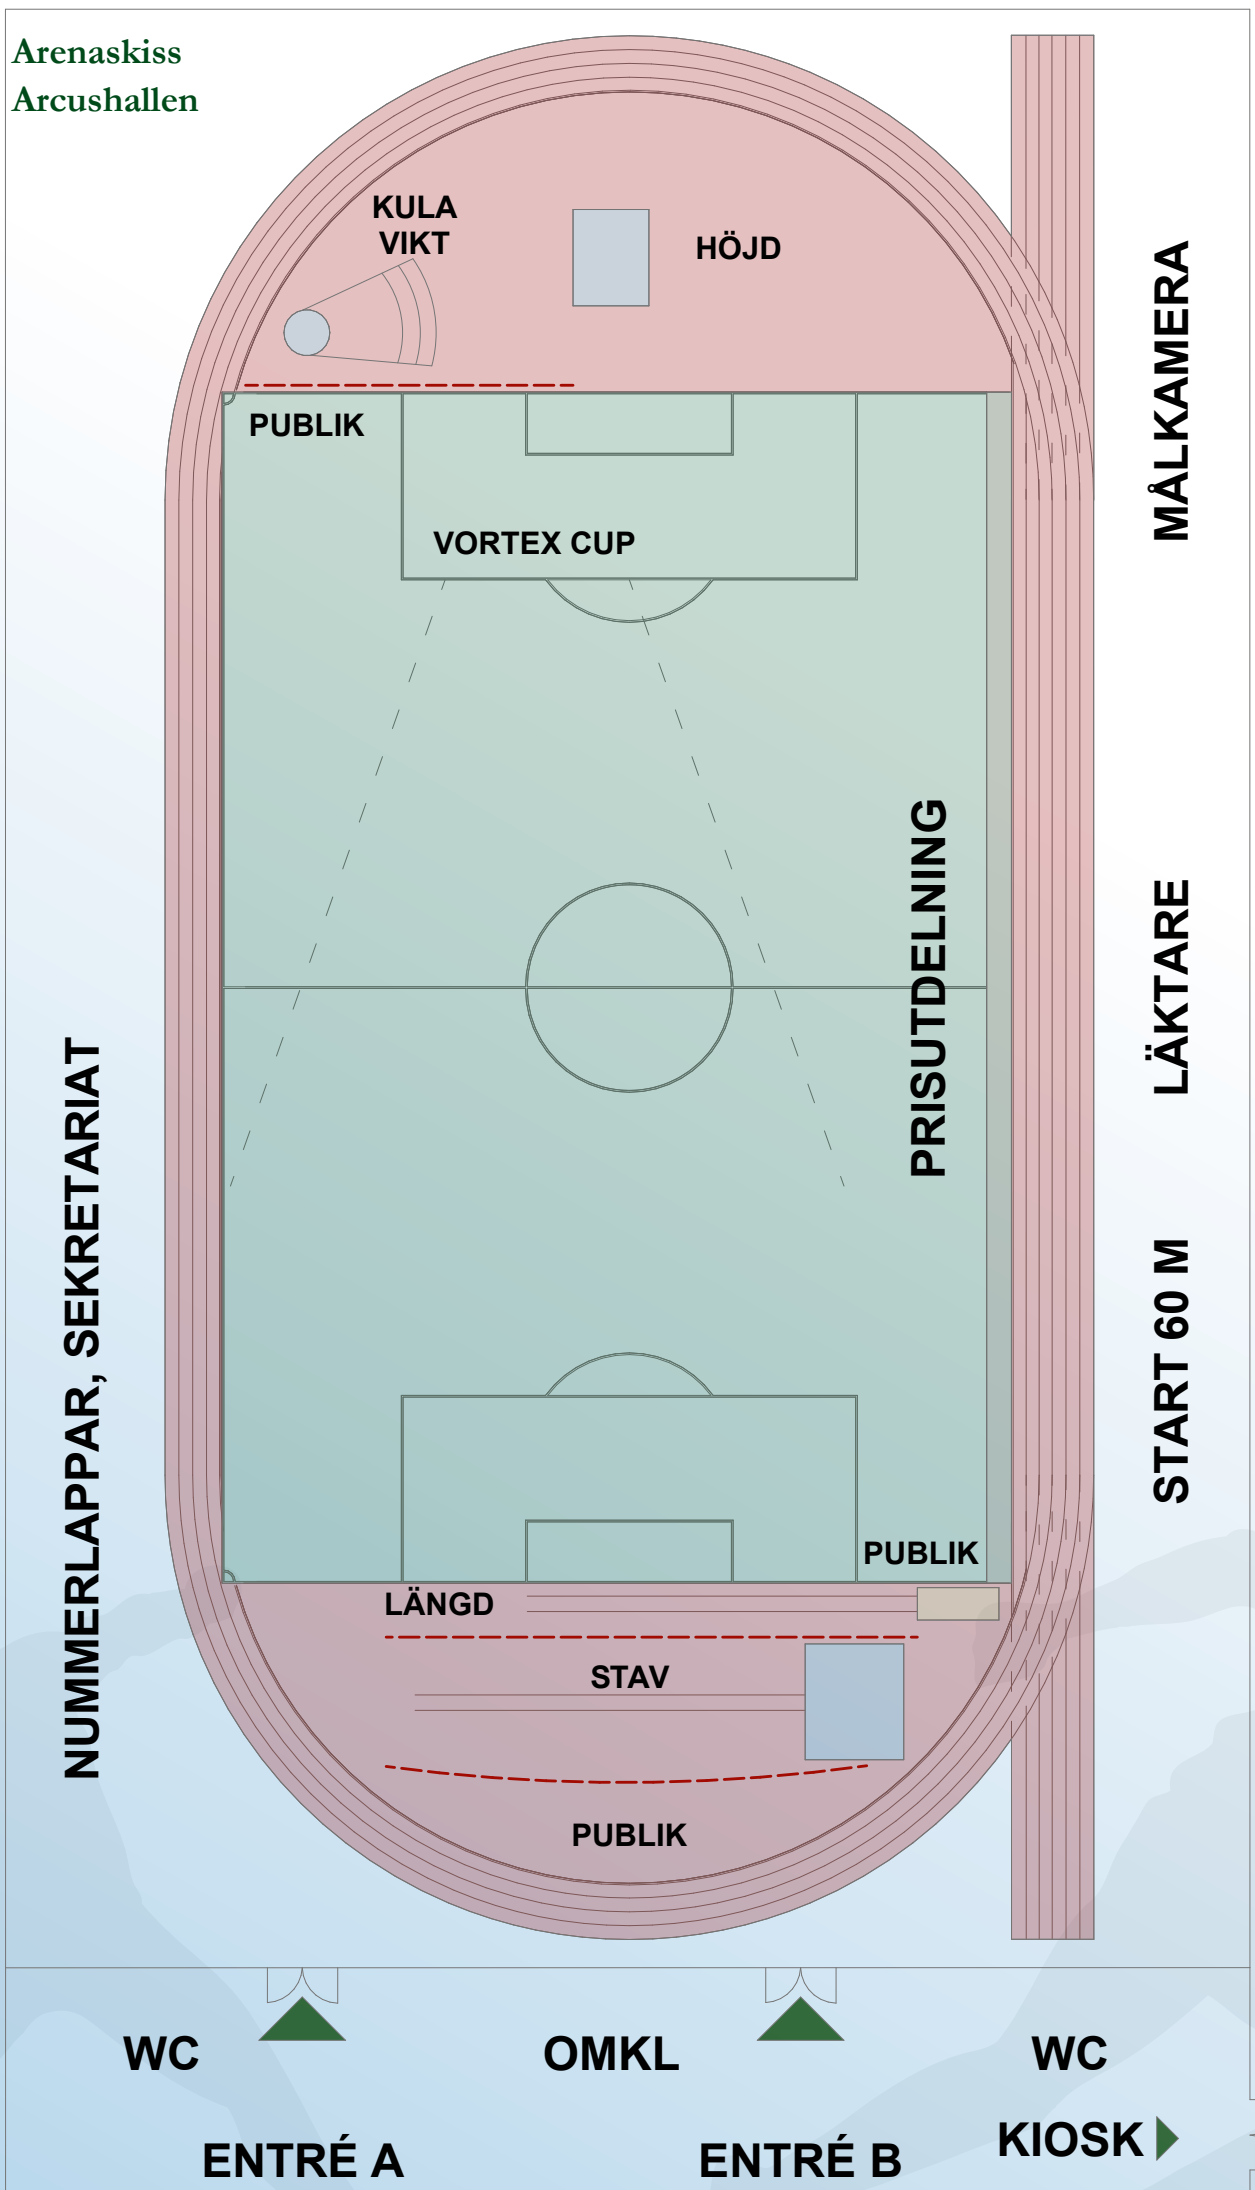 Arenaskiss
Arcushallen
KULA
VIKT
HÖJD
MÅLKAMERA
PUBLIK
VORTEX CUP
PRISUTDELNING
LÄKTARE
NUMMERLAPPAR, SEKRETARIAT
START 60 M
PUBLIK
LÄNGD
STAV
PUBLIK
WC
OMKL
WC
KIOSK
ENTRÉ A
ENTRÉ B